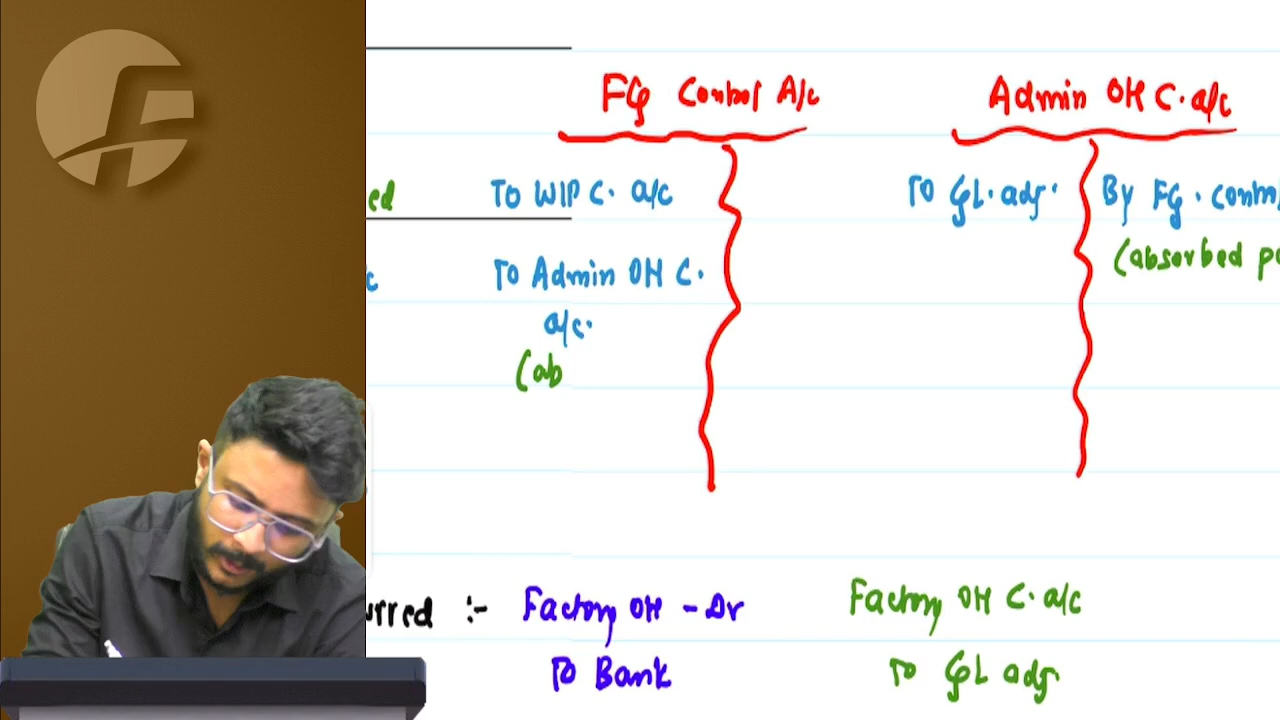 FG Control A/c
Admin OH C. a/c
ed
To WIP C. a/c
To GL. adj.
By FG. Control
(absorbed
c
To Admin OH C.
a/c.
(ab
urred :- Factory OH - Dr
Factory OH C. a/c
To Bank
To GL adj.